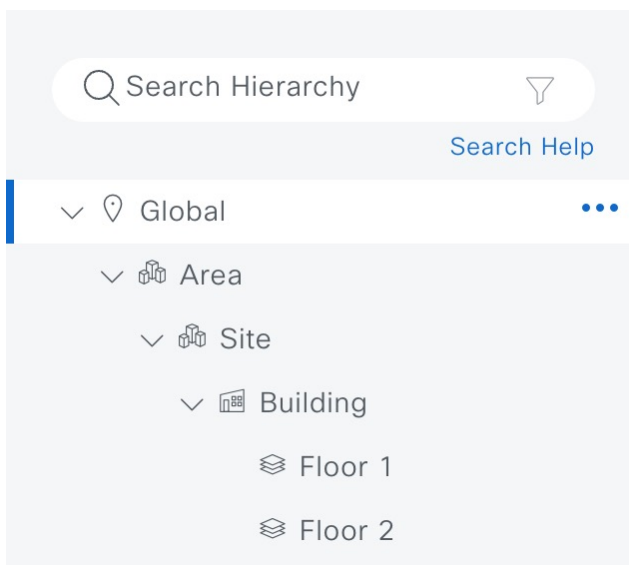 Search Hierarchy
Search Help
Global
Area
Site
Building
Floor 1
Floor 2